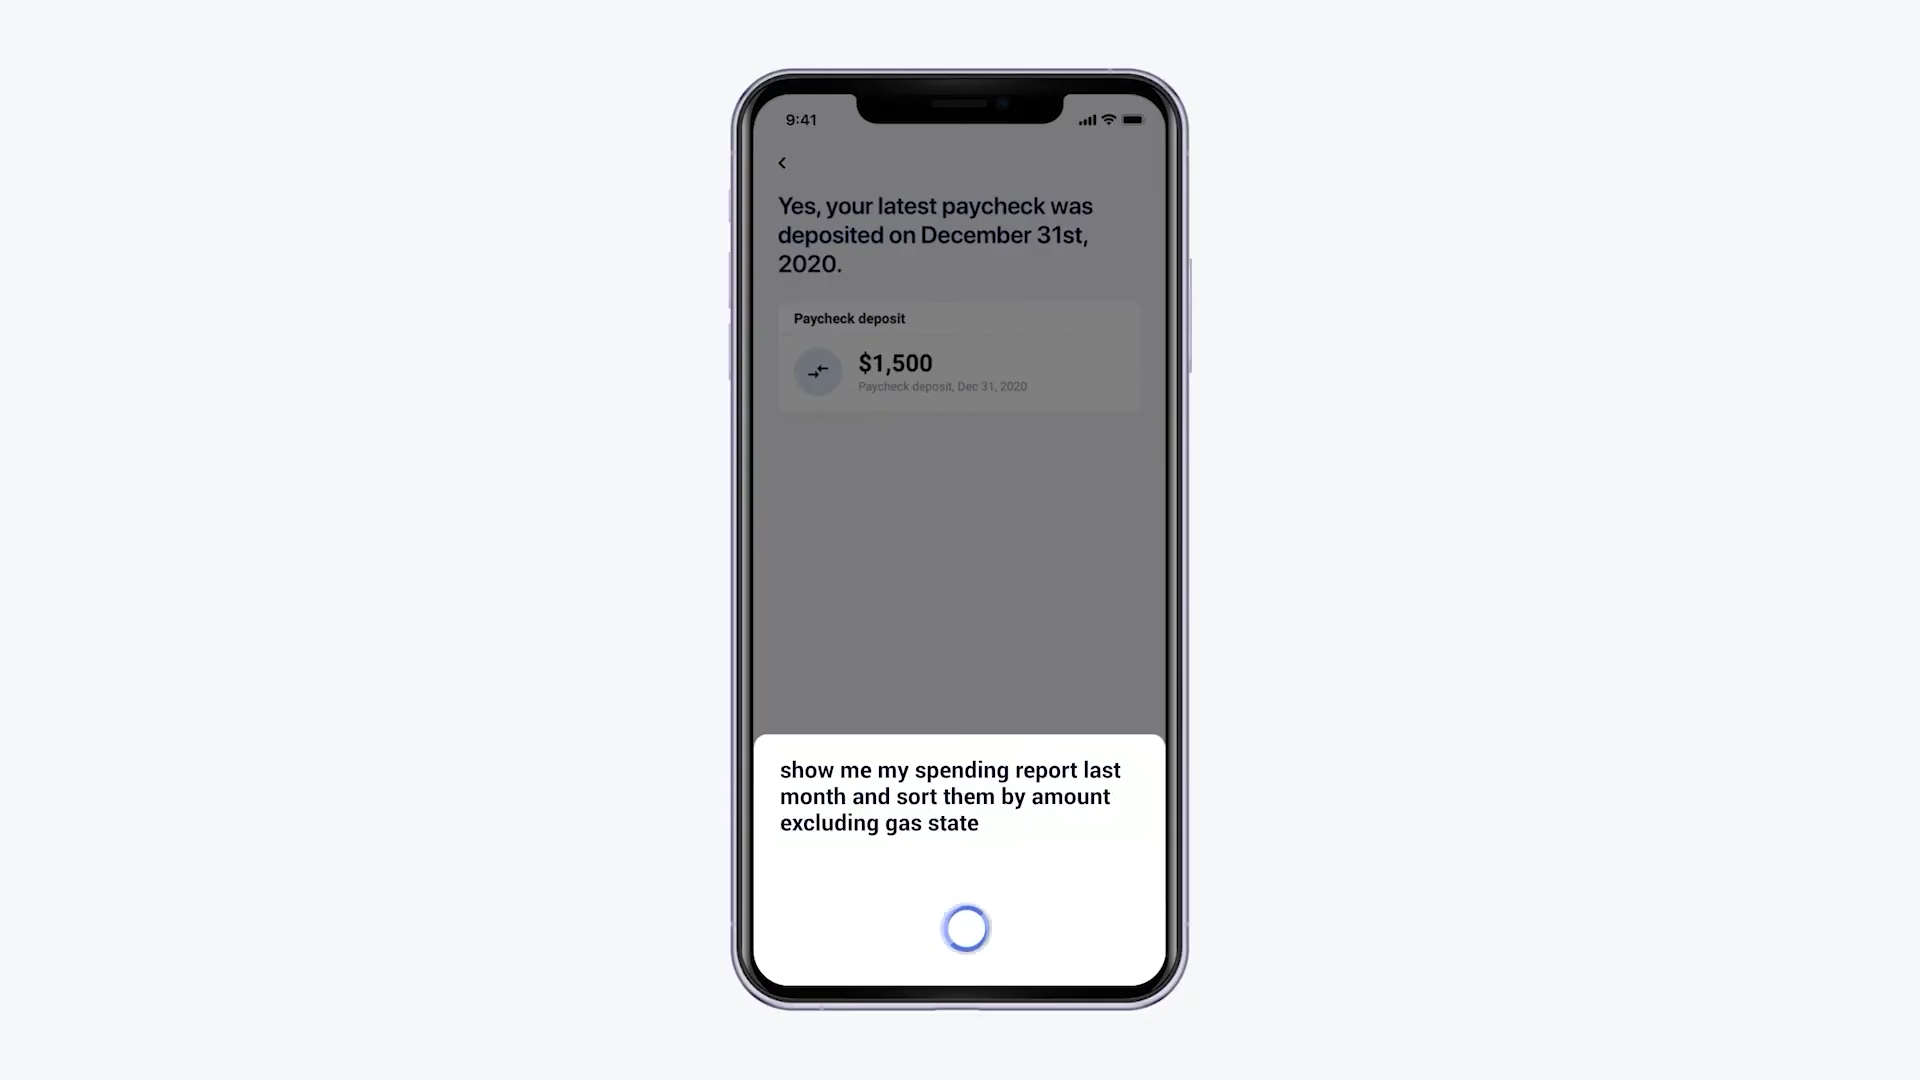 9:41
Yes, your latest paycheck was
deposited on December 31st,
2020.
Paycheck deposit
$1,500
Paycheck deposit, Dec 31, 2020
show me my spending report last
month and sort them by amount
excluding gas state